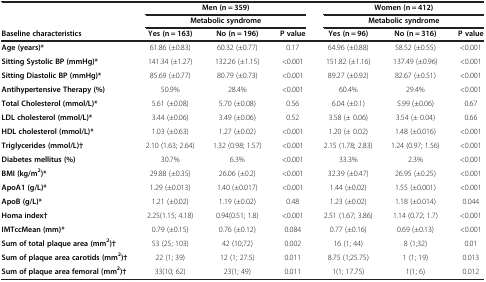 Men (n = 359) Women (n = 412)
Metabolic syndrome Metabolic syndrome
Baseline characteristics Yes (n = 163) No (n = 196) P value Yes (n = 96) No (n = 316) P value
Age (years)* 61.86 (±0.83) 60.32 (±0.77) 0.17 64.96 (±0.88) 58.52 (±0.55) <0.001
Sitting Systolic BP (mmHg)* 141.34 (±1.27) 132.26 (±1.15) <0.001 151.82 (±1.16) 137.49 (±0.96) <0.001
Sitting Diastolic BP (mmHg)* 85.69 (±0.77) 80.79 (±0.73) <0.001 89.27 (±0.92) 82.67 (±0.51) <0.001
Antihypertensive Therapy (%) 50.9% 28.4% <0.001 60.4% 29.4% <0.001
Total Cholesterol (mmol/L)* 5.61 (±0.08) 5.70 (±0.08) 0.56 6.04 (±0.1) 5.99 (±0.06) 0.67
LDL cholesterol (mmol/L)* 3.44 (±0.06) 3.49 (±0.06) 0.52 3.58 (± 0.06) 3.54 (± 0.04) 0.66
HDL cholesterol (mmol/L)* 1.03 (±0.63) 1.27 (±0.02) <0.001 1.20 (± 0.02) 1.48 (±0.016) <0.001
Triglycerides (mmol/L)† 2.10 (1.63; 2.64) 1.32 (0.98; 1.57) <0.001 2.15 (1.78; 2.83) 1.24 (0.97; 1.56) <0.001
Diabetes mellitus (%) 30.7% 6.3% <0.001 33.3% 2.3% <0.001
BMI (kg/m²)* 29.88 (±0.35) 26.06 (±0.2) <0.001 32.39 (±0.47) 26.95 (±0.25) <0.001
ApoA1 (g/L)* 1.29 (±0.013) 1.40 (±0.017) <0.001 1.44 (±0.02) 1.55 (±0.001) <0.001
ApoB (g/L)* 1.21 (±0.02) 1.19 (±0.02) 0.48 1.23 (±0.02) 1.18 (±0.014) 0.044
Homa index† 2.25(1.15; 4.18) 0.94(0.51; 1.8) <0.001 2.51 (1.67; 3.86) 1.14 (0.72; 1.7) <0.001
IMTccMean (mm)* 0.79 (±0.15) 0.76 (±0.12) 0.084 0.77 (±0.16) 0.69 (±0.13) <0.001
Sum of total plaque area (mm²)† 53 (25; 103) 42 (10;72) 0.002 16 (1; 44) 8 (1;32) 0.01
Sum of plaque area carotids (mm²)† 22 (1; 39) 12 (1; 27.5) 0.011 8.75 (1;25.75) 1 (1; 19) 0.013
Sum of plaque area femoral (mm²)† 33(10; 62) 23(1; 49) 0.011 1(1; 17.75) 1(1; 6) 0.012